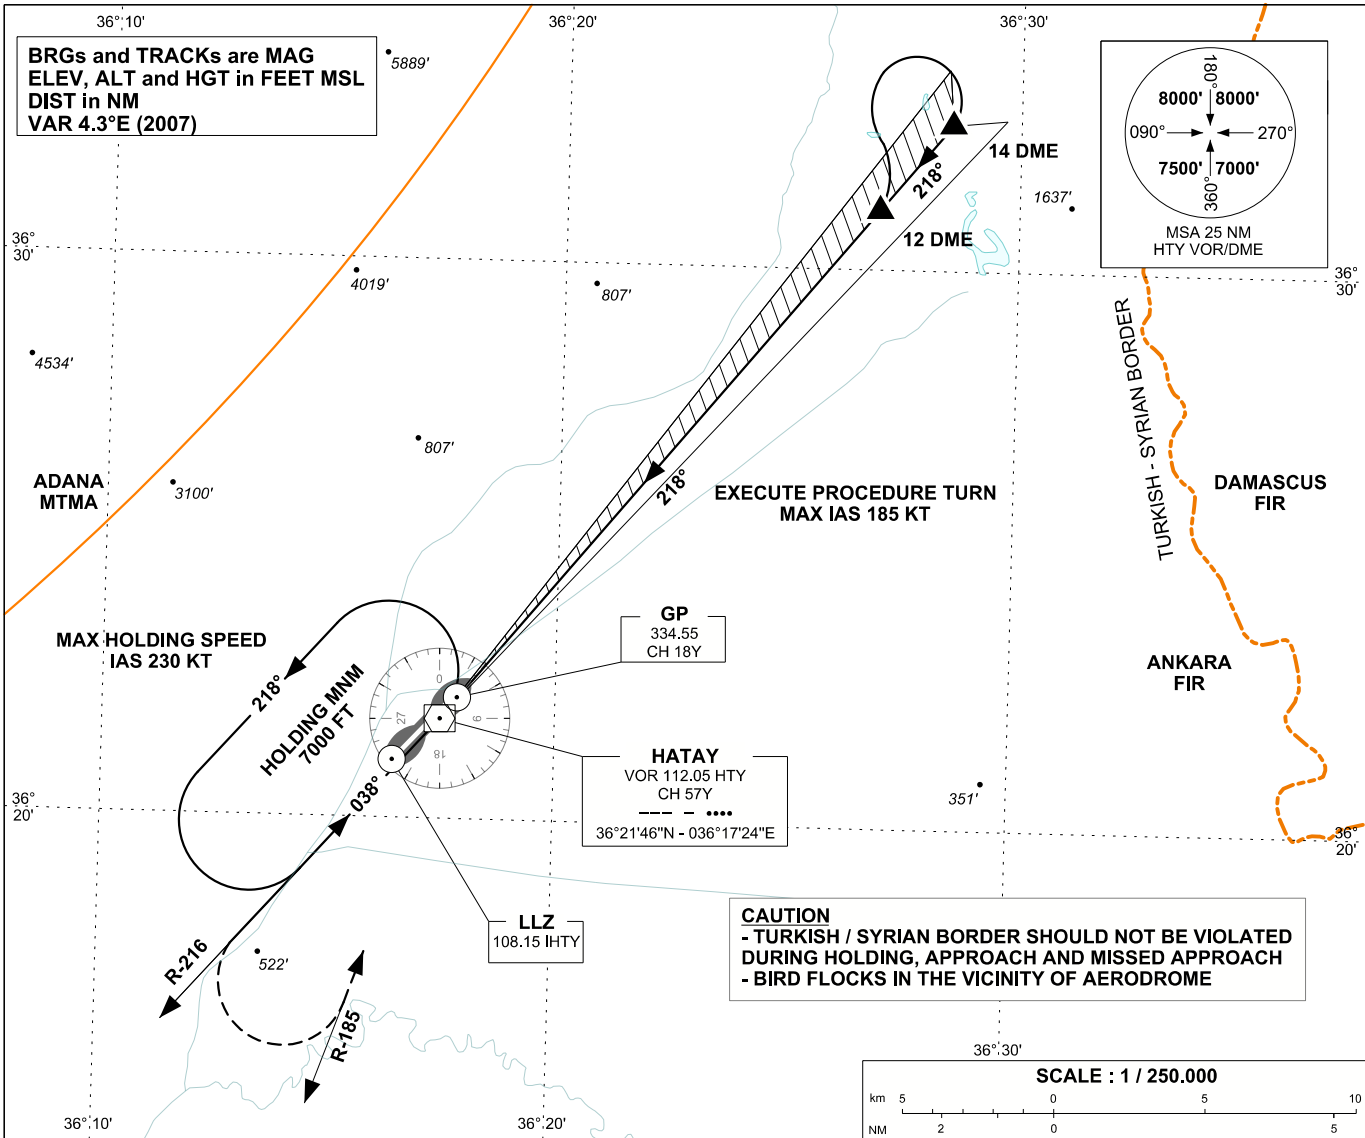 36°10'
36°20'
36°30'
BRGs and TRACKs are MAG
ELEV, ALT and HGT in FEET MSL
DIST in NM
VAR 4.3°E (2007)
5889'
180°
8000' 8000'
090° 270°
7500' 7000'
360°
MSA 25 NM
HTY VOR/DME
14 DME
218°
12 DME
1637'
36°
30'
36°
30'
4019'
807'
4534'
807'
3100'
ADANA
MTMA
218°
EXECUTE PROCEDURE TURN
MAX IAS 185 KT
TURKISH - SYRIAN BORDER
DAMASCUS
FIR
ANKARA
FIR
MAX HOLDING SPEED
IAS 230 KT
GP
334.55
CH 18Y
218°
HOLDING MNM
7000 FT
0
9
18
27
HATAY
VOR 112.05 HTY
CH 57Y
36°21'46"N - 036°17'24"E
038°
351'
36°
20'
36°
20'
LLZ
108.15 IHTY
CAUTION
- TURKISH / SYRIAN BORDER SHOULD NOT BE VIOLATED
DURING HOLDING, APPROACH AND MISSED APPROACH
- BIRD FLOCKS IN THE VICINITY OF AERODROME
R-216
522'
R-185
36°30'
SCALE : 1 / 250.000
km 5 0 5 10
NM 2 0 5
36°10'
36°20'